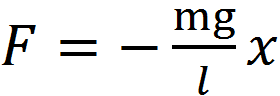 F = − mg/l x